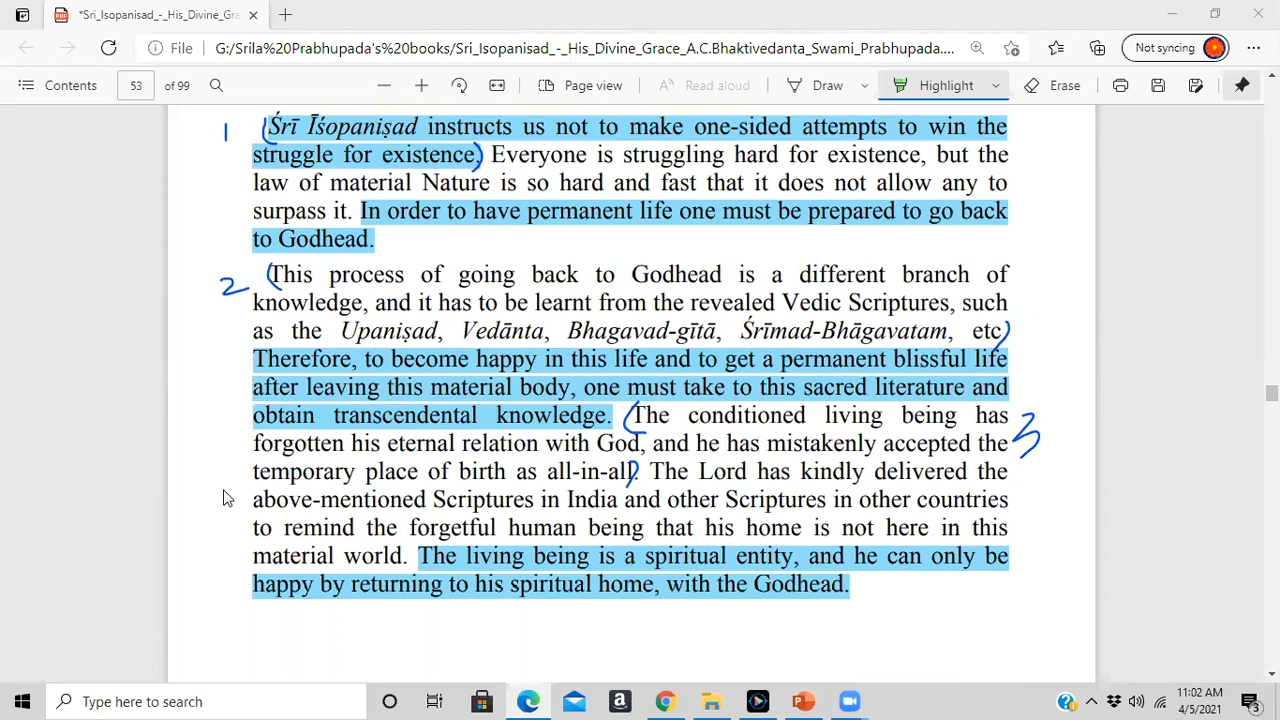 *Sri_Isopanisad_-_His_Divine_Gra
File G:/Srila%20Prabhupada's%20books/Sri_Isopanisad_-_His_Divine_Grace_A.C.Bhaktivedanta_Swami_Prabhupada.... Not syncing
Contents 53 of 99 Page view Read aloud Draw Highlight Erase
1 (Śrī Īśopaniṣad instructs us not to make one-sided attempts to win the
struggle for existence.) Everyone is struggling hard for existence, but the
law of material Nature is so hard and fast that it does not allow any to
surpass it. In order to have permanent life one must be prepared to go back
to Godhead.
2 (This process of going back to Godhead is a different branch of
knowledge, and it has to be learnt from the revealed Vedic Scriptures, such
as the Upaniṣad, Vedānta, Bhagavad-gītā, Śrīmad-Bhāgavatam, etc)
Therefore, to become happy in this life and to get a permanent blissful life
after leaving this material body, one must take to this sacred literature and
obtain transcendental knowledge. (The conditioned living being has
forgotten his eternal relation with God, and he has mistakenly accepted the 3
temporary place of birth as all-in-all). The Lord has kindly delivered the
above-mentioned Scriptures in India and other Scriptures in other countries
to remind the forgetful human being that his home is not here in this
material world. The living being is a spiritual entity, and he can only be
happy by returning to his spiritual home, with the Godhead.
Type here to search
11:02 AM
4/5/2021
3